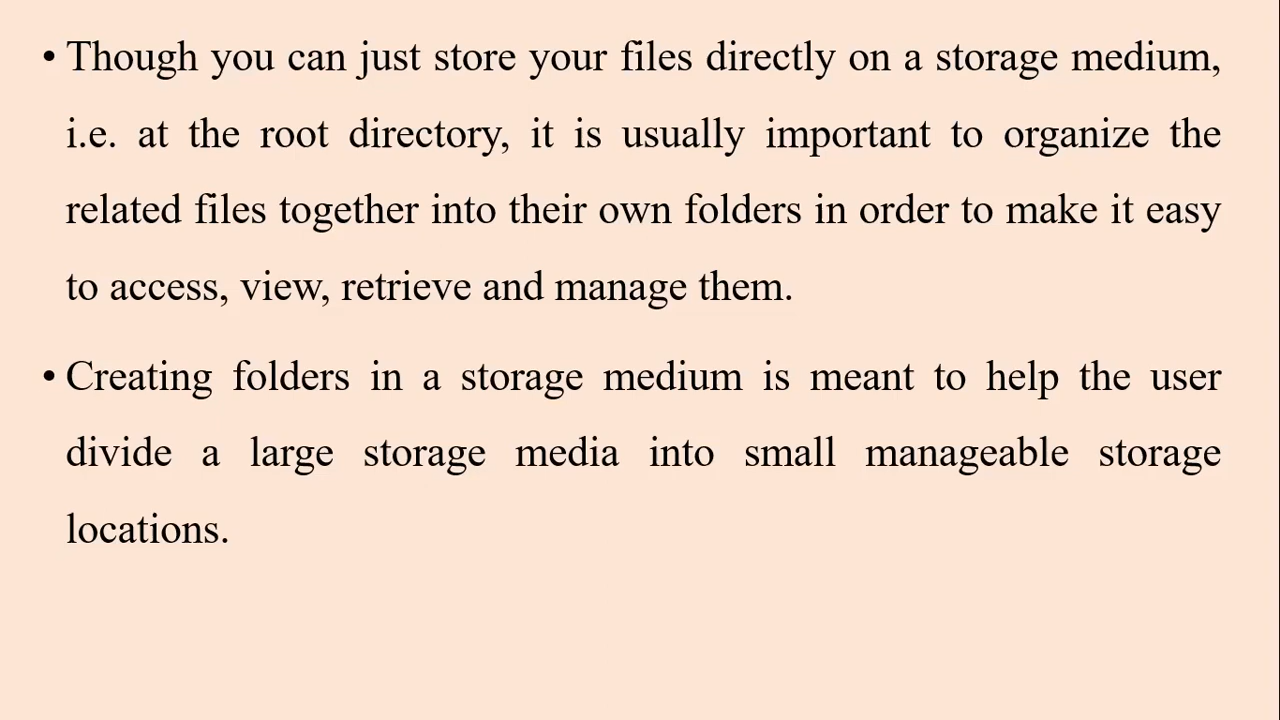 • Though you can just store your files directly on a storage medium,
i.e. at the root directory, it is usually important to organize the
related files together into their own folders in order to make it easy
to access, view, retrieve and manage them.
• Creating folders in a storage medium is meant to help the user
divide a large storage media into small manageable storage
locations.